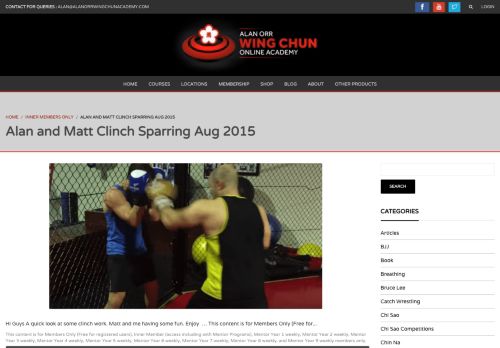 CONTACT FOR QUERIES : ALAN@ALANORRWINGCHUNACADEMY.COM
LOGIN
ALAN ORR
WING CHUN
ONLINE ACADEMY
HOME COURSES LOCATIONS MEMBERSHIP SHOP BLOG ABOUT OTHER PRODUCTS
HOME / INNER MEMBERS ONLY / ALAN AND MATT CLINCH SPARRING AUG 2015
Alan and Matt Clinch Sparring Aug 2015
SEARCH
CATEGORIES
Articles
BJJ
Book
Breathing
Bruce Lee
Catch Wrestling
Chi Sao
Chi Sao Competitions
Chin Na
Hi Guys A quick look at some clinch work. Matt and me having some fun. Enjoy … This content is for Members Only (Free for...
This content is for Members Only (Free for registered users), Inner Member (access including with Mentor Programs), Mentor Year 1 weekly, Mentor Year 2 weekly, Mentor
Year 3 weekly, Mentor Year 4 weekly, Mentor Year 5 weekly, Mentor Year 6 weekly, Mentor Year 7 weekly, Mentor Year 8 weekly, and Mentor Year 9 weekly members only.